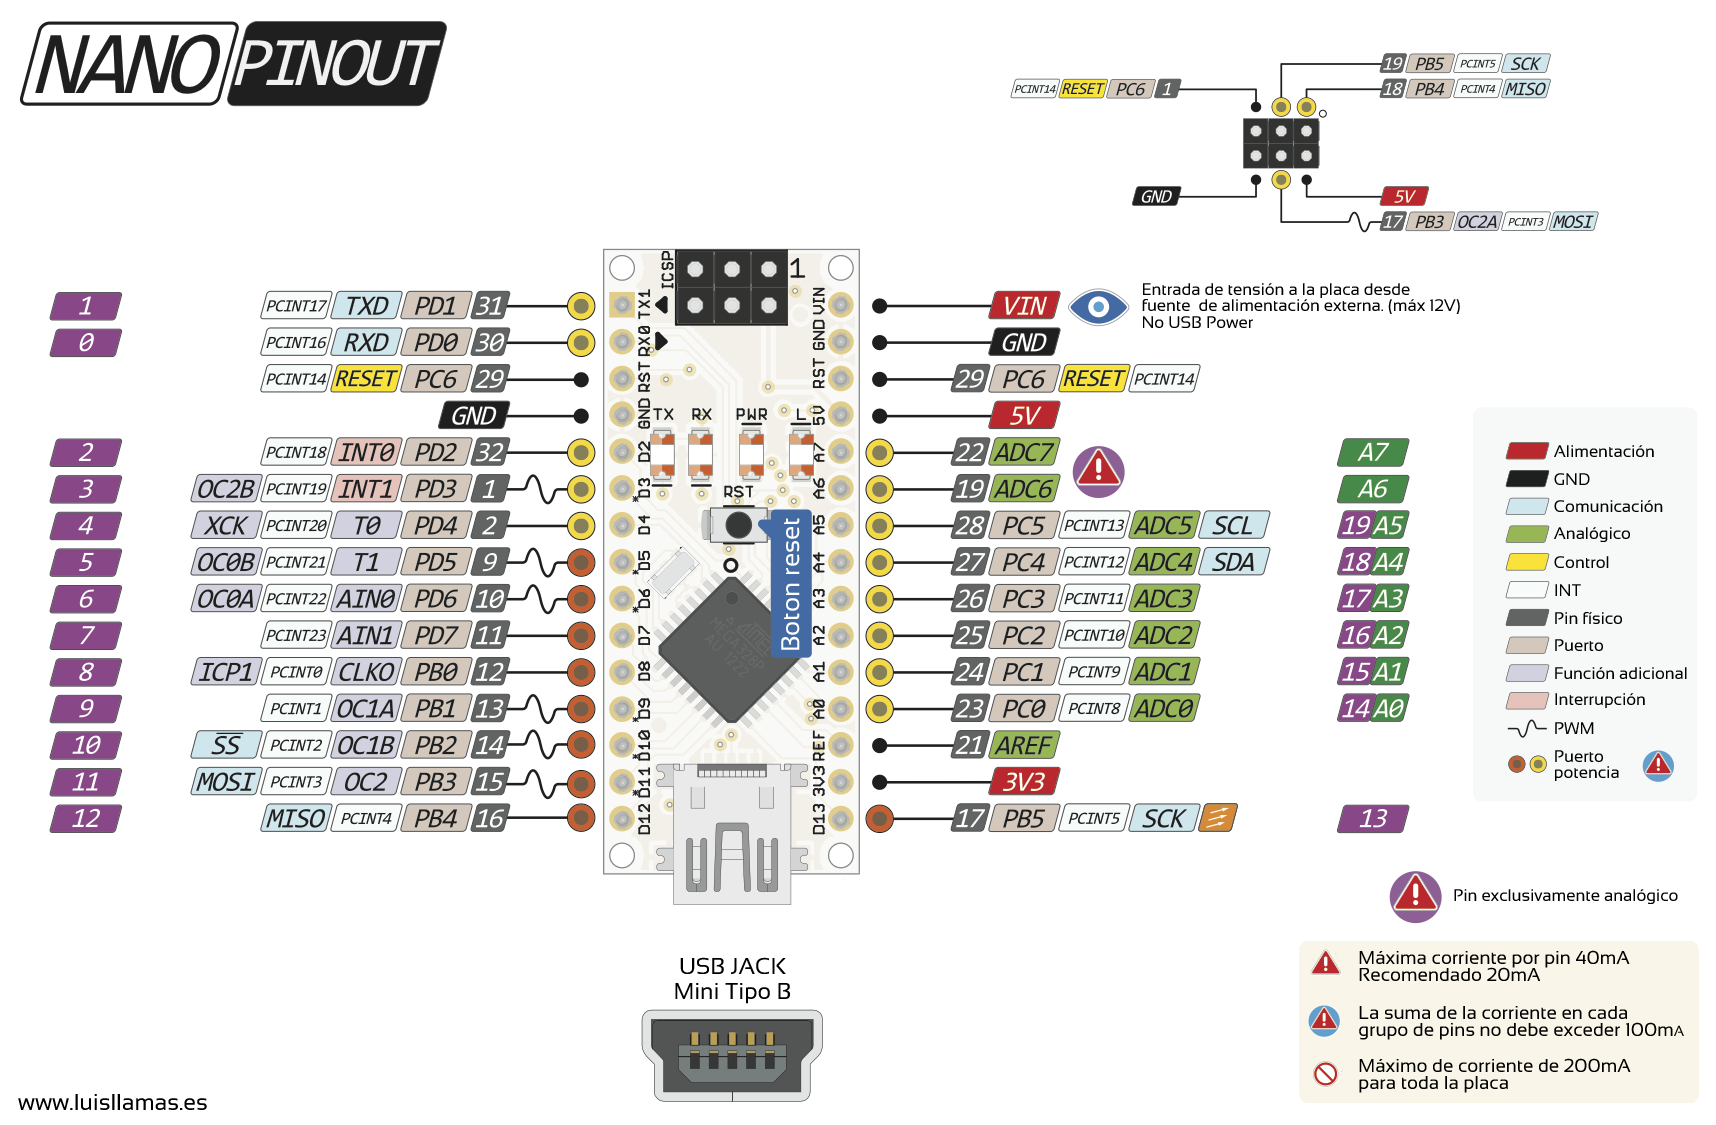 NANO PINOUT
19 PB5 PCINT5 SCK
PCINT14 RESET PC6 1
18 PB4 PCINT4 MISO
GND
5V
17 PB3 OC2A PCINT3 MOSI
1 PCINT17 TXD PD1 31
0 PCINT16 RXD PD0 30
PCINT14 RESET PC6 29
GND
2 PCINT18 INT0 PD2 32
3 OC2B PCINT19 INT1 PD3 1
4 XCK PCINT20 T0 PD4 2
5 OC0B PCINT21 T1 PD5 9
6 OC0A PCINT22 AIN0 PD6 10
7 PCINT23 AIN1 PD7 11
8 ICP1 PCINT0 CLKO PB0 12
9 PCINT1 OC1A PB1 13
10 SS PCINT2 OC1B PB2 14
11 MOSI PCINT3 OC2 PB3 15
12 MISO PCINT4 PB4 16
ICSP
1
TX1
RX0
RST
GND
D2
*D3
D4
*D5
*D6
D7
D8
*D9
*D10
*D11
D12
TX RX PWR L
RST
Boton reset
ATMEL
MEGA328P
AU 1222
VIN
GND
RST
5V
A7
A6
A5
A4
A3
A2
A1
A0
REF
3V3
D13
VIN
Entrada de tensión a la placa desde
fuente de alimentación externa. (máx 12V)
No USB Power
GND
29 PC6 RESET PCINT14
5V
22 ADC7 A7
19 ADC6 A6
28 PC5 PCINT13 ADC5 SCL 19 A5
27 PC4 PCINT12 ADC4 SDA 18 A4
26 PC3 PCINT11 ADC3 17 A3
25 PC2 PCINT10 ADC2 16 A2
24 PC1 PCINT9 ADC1 15 A1
23 PC0 PCINT8 ADC0 14 A0
21 AREF
3V3
17 PB5 PCINT5 SCK 13
Alimentación
GND
Comunicación
Analógico
Control
INT
Pin físico
Puerto
Función adicional
Interrupción
PWM
Puerto
potencia
Pin exclusivamente analógico
Máxima corriente por pin 40mA
Recomendado 20mA
La suma de la corriente en cada
grupo de pins no debe exceder 100mA
Máximo de corriente de 200mA
para toda la placa
USB JACK
Mini Tipo B
www.luisllamas.es